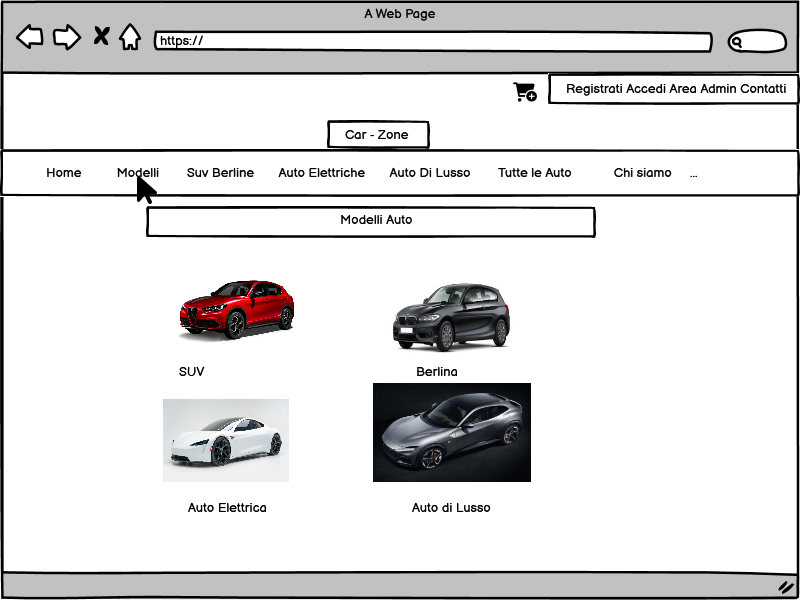 A Web Page
https://
Registrati Accedi Area Admin Contatti
Car - Zone
Home Modelli Suv Berline Auto Elettriche Auto Di Lusso Tutte le Auto Chi siamo ...
Modelli Auto
SUV Berlina
Auto Elettrica Auto di Lusso